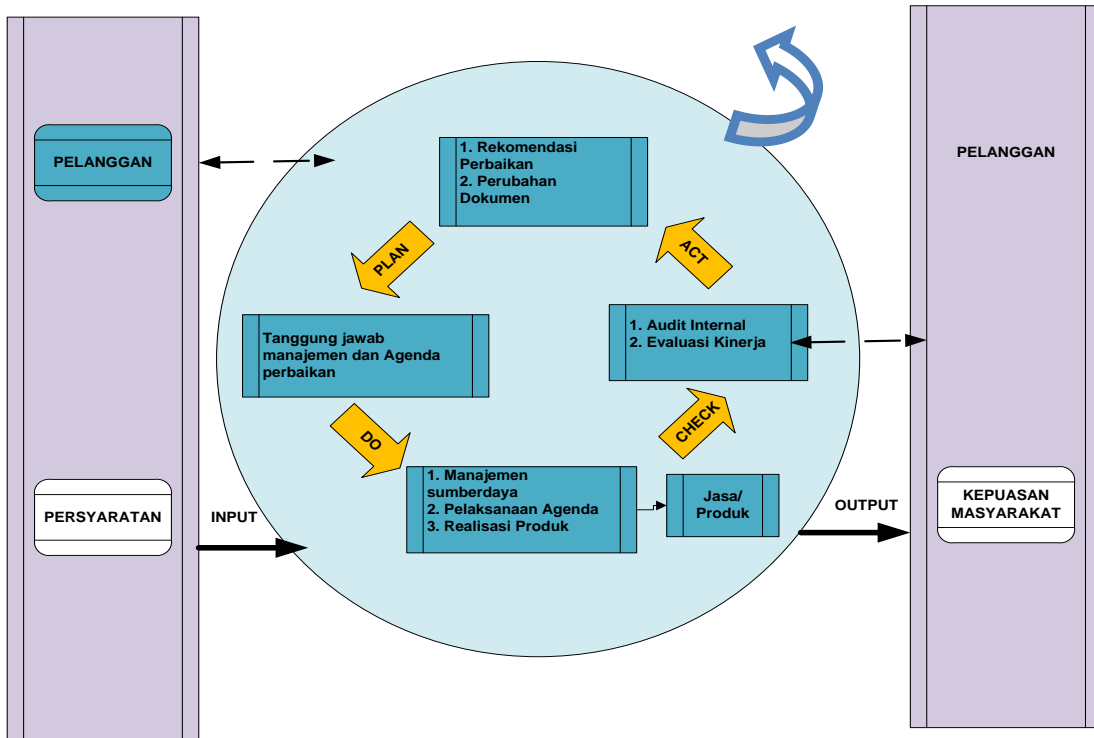 PELANGGAN
PERSYARATAN
INPUT
1. Rekomendasi
Perbaikan
2. Perubahan
Dokumen
PLAN
ACT
Tanggung jawab
manajemen dan Agenda
perbaikan
1. Audit Internal
2. Evaluasi Kinerja
DO
CHECK
1. Manajemen
sumberdaya
2. Pelaksanaan Agenda
3. Realisasi Produk
Jasa/
Produk
OUTPUT
PELANGGAN
KEPUASAN
MASYARAKAT